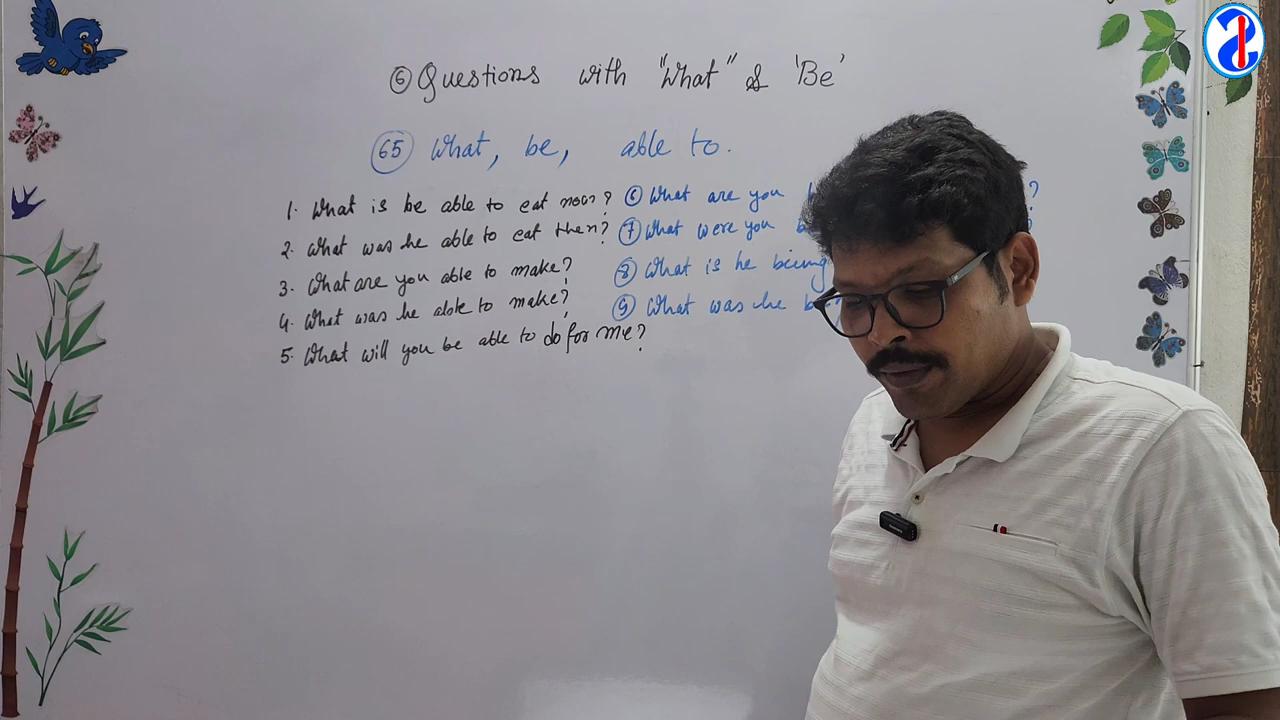 ⑥ Questions with "What" & 'Be'
65 What, be, able to.
1. What is be able to eat now?
2. What was he able to eat then?
3. What are you able to make?
4. What was he able to make?
5. What will you be able to do for me?
⑥ What are you b ?
⑦ What were you b
⑧ What is he being
⑨ What was he be